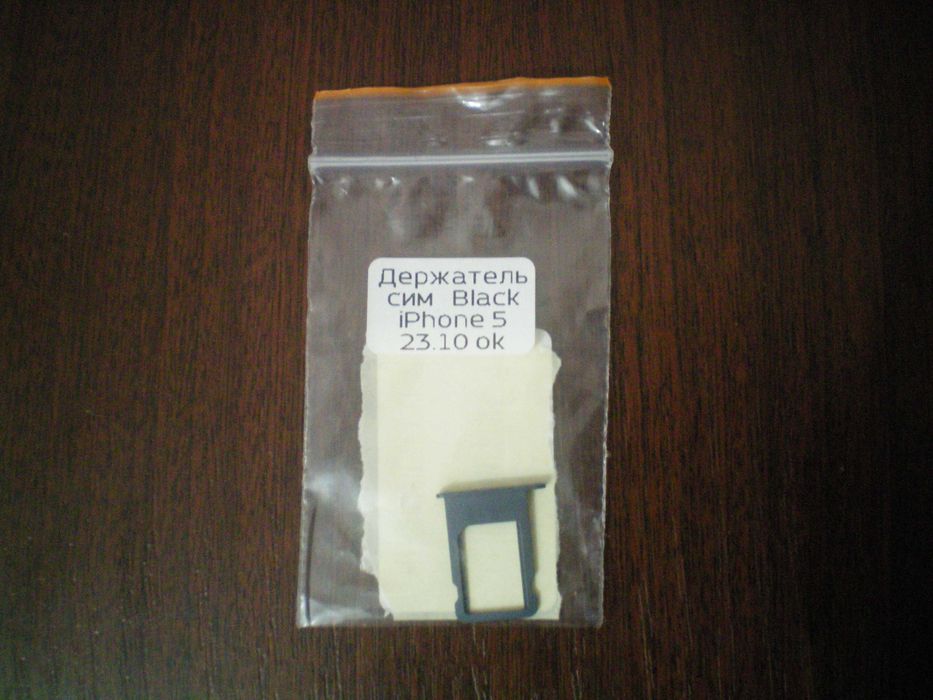 Держатель
сим Black
iPhone 5
23.10 ok